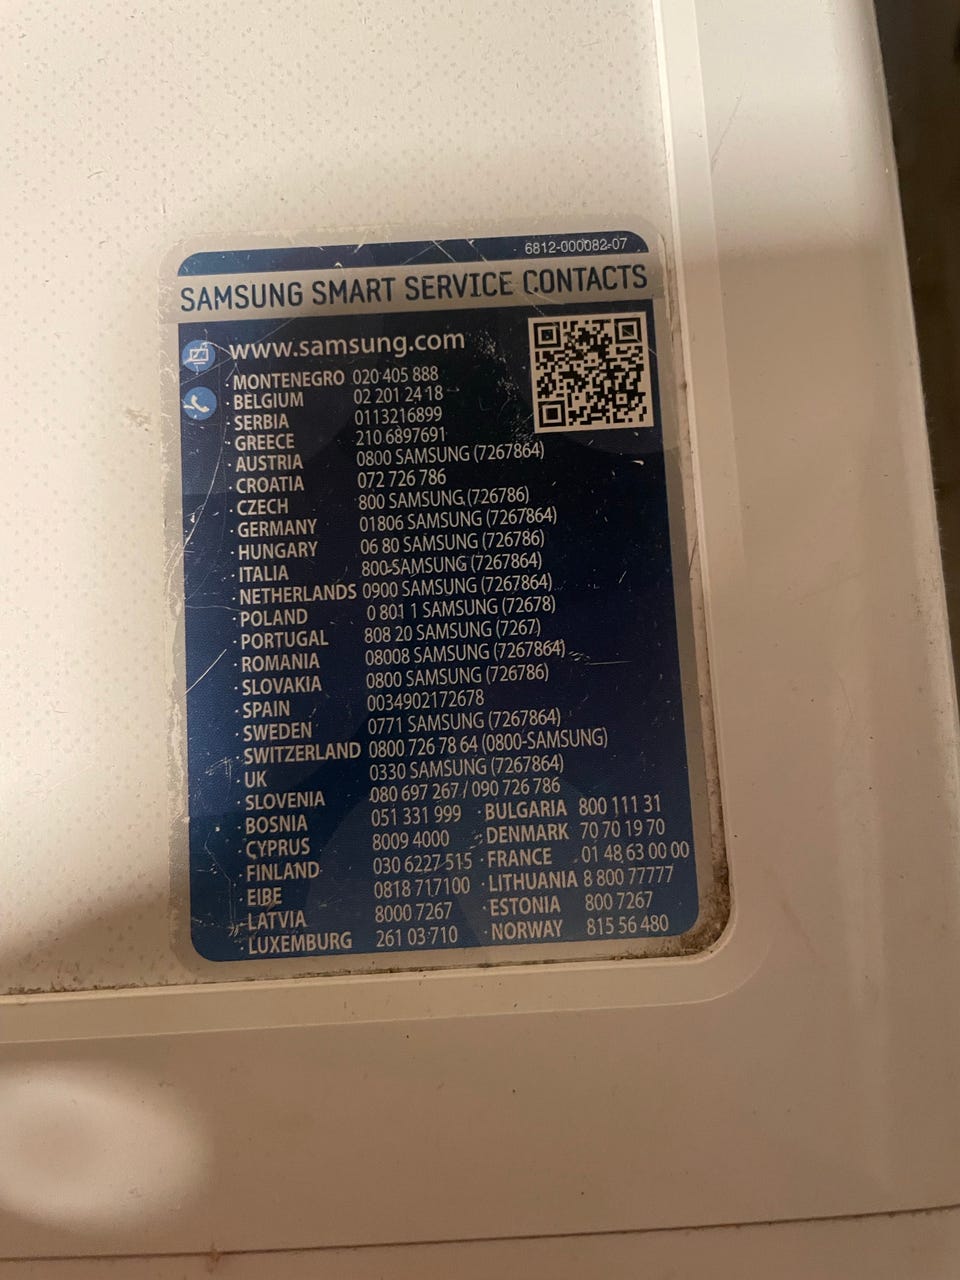 6812-000082-07
SAMSUNG SMART SERVICE CONTACTS
www.samsung.com
· MONTENEGRO 020 405 888
· BELGIUM 02 201 24 18
· SERBIA 0113216899
· GREECE 210 6897691
· AUSTRIA 0800 SAMSUNG (7267864)
· CROATIA 072 726 786
· CZECH 800 SAMSUNG (726786)
· GERMANY 01806 SAMSUNG (7267864)
· HUNGARY 06 80 SAMSUNG (726786)
· ITALIA 800-SAMSUNG (7267864)
· NETHERLANDS 0900 SAMSUNG (7267864)
· POLAND 0 801 1 SAMSUNG (72678)
· PORTUGAL 808 20 SAMSUNG (7267)
· ROMANIA 08008 SAMSUNG (7267864)
· SLOVAKIA 0800 SAMSUNG (726786)
· SPAIN 0034902172678
· SWEDEN 0771 SAMSUNG (7267864)
· SWITZERLAND 0800 726 78 64 (0800-SAMSUNG)
· UK 0330 SAMSUNG (7267864)
· SLOVENIA 080 697 267 / 090 726 786
· BOSNIA 051 331 999 · BULGARIA 800 111 31
· CYPRUS 8009 4000 · DENMARK 70 70 19 70
· FINLAND 030 6227 515 · FRANCE 01 48 63 00 00
· EIRE 0818 717100 · LITHUANIA 8 800 77777
· LATVIA 8000 7267 · ESTONIA 800 7267
· LUXEMBURG 261 03 710 · NORWAY 815 56 480